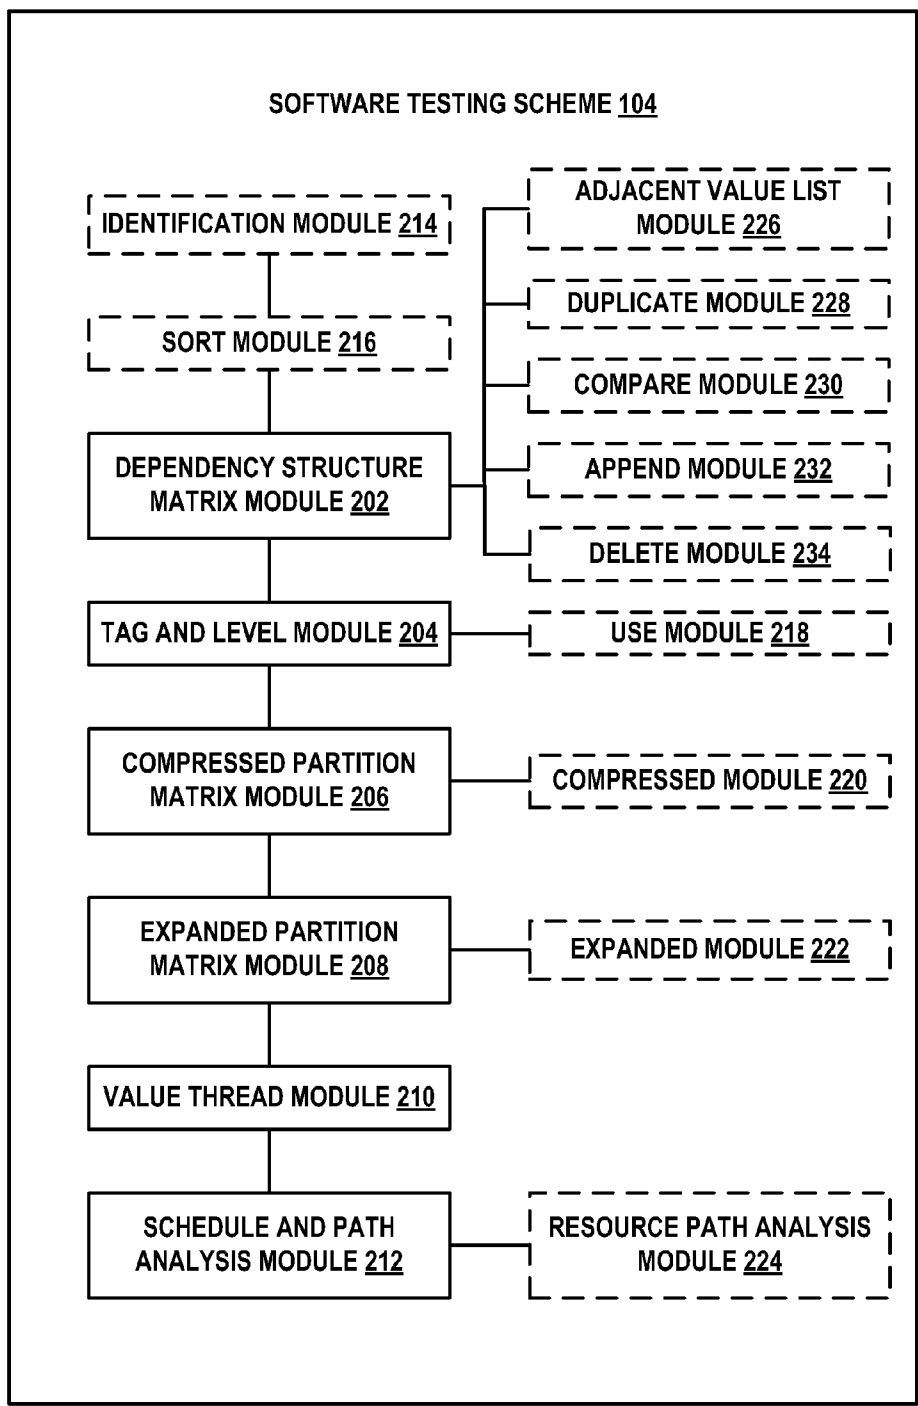 SOFTWARE TESTING SCHEME 104
IDENTIFICATION MODULE 214
SORT MODULE 216
DEPENDENCY STRUCTURE
MATRIX MODULE 202
TAG AND LEVEL MODULE 204
COMPRESSED PARTITION
MATRIX MODULE 206
EXPANDED PARTITION
MATRIX MODULE 208
VALUE THREAD MODULE 210
SCHEDULE AND PATH
ANALYSIS MODULE 212
ADJACENT VALUE LIST
MODULE 226
DUPLICATE MODULE 228
COMPARE MODULE 230
APPEND MODULE 232
DELETE MODULE 234
USE MODULE 218
COMPRESSED MODULE 220
EXPANDED MODULE 222
RESOURCE PATH ANALYSIS
MODULE 224